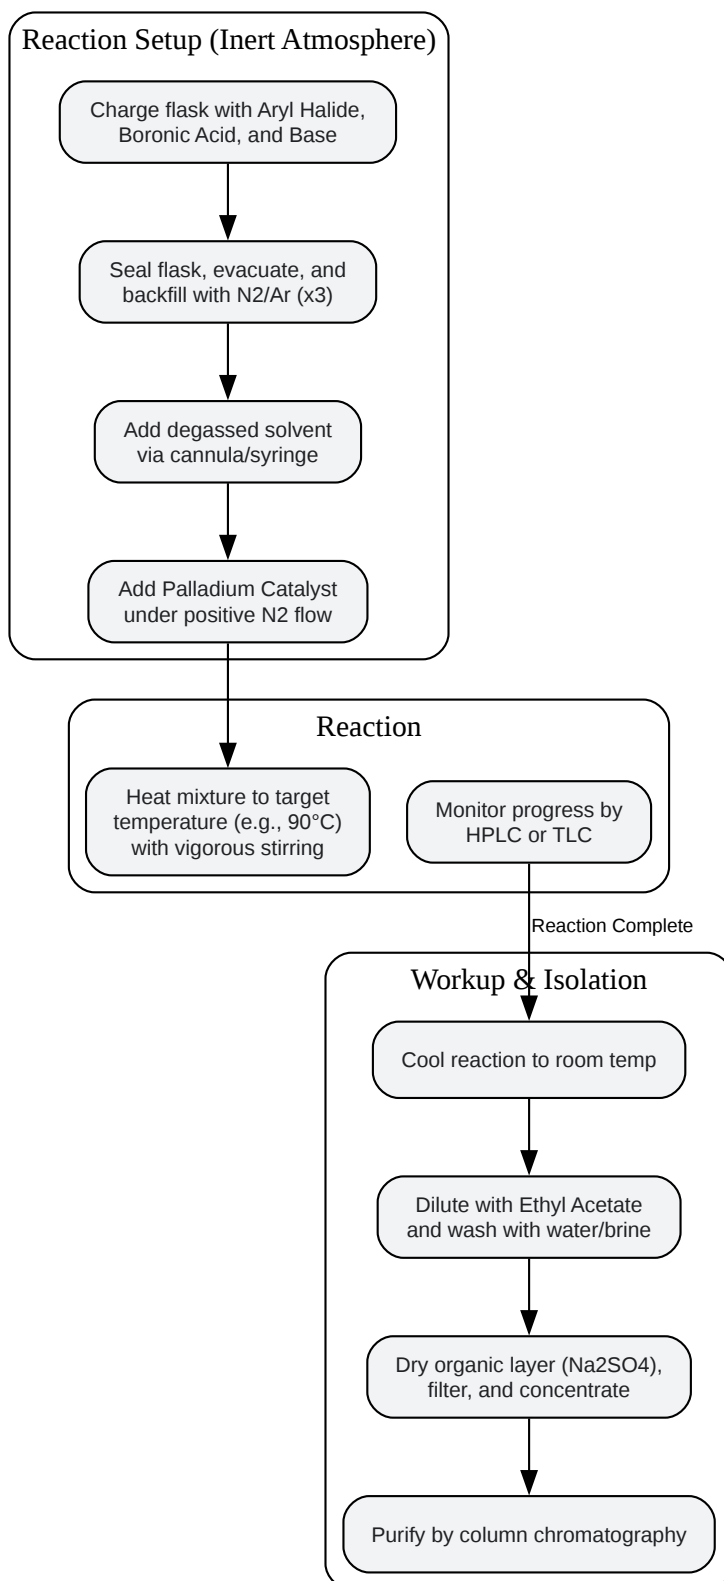 Reaction Setup (Inert Atmosphere)
Charge flask with Aryl Halide,
Boronic Acid, and Base
Seal flask, evacuate, and
backfill with N2/Ar (x3)
Add degassed solvent
via cannula/syringe
Add Palladium Catalyst
under positive N2 flow
Reaction
Heat mixture to target
temperature (e.g., 90°C)
with vigorous stirring
Monitor progress by
HPLC or TLC
Reaction Complete
Workup & Isolation
Cool reaction to room temp
Dilute with Ethyl Acetate
and wash with water/brine
Dry organic layer (Na2SO4),
filter, and concentrate
Purify by column chromatography